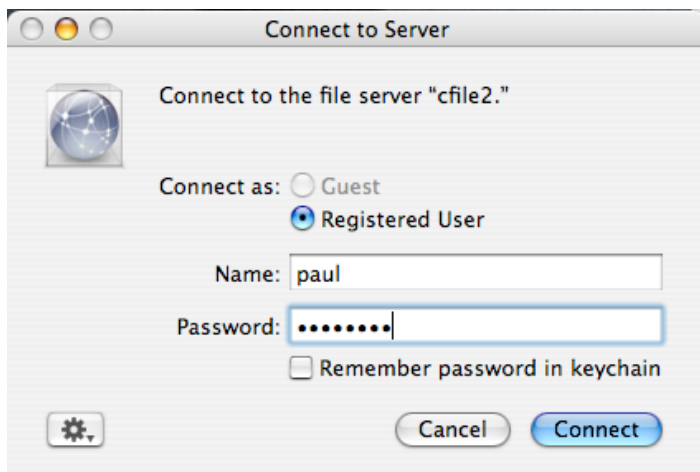 Connect to Server
Connect to the file server “cfile2.”
Connect as: Guest
Registered User
Name: paul
Password: ••••••••
Remember password in keychain
Cancel Connect